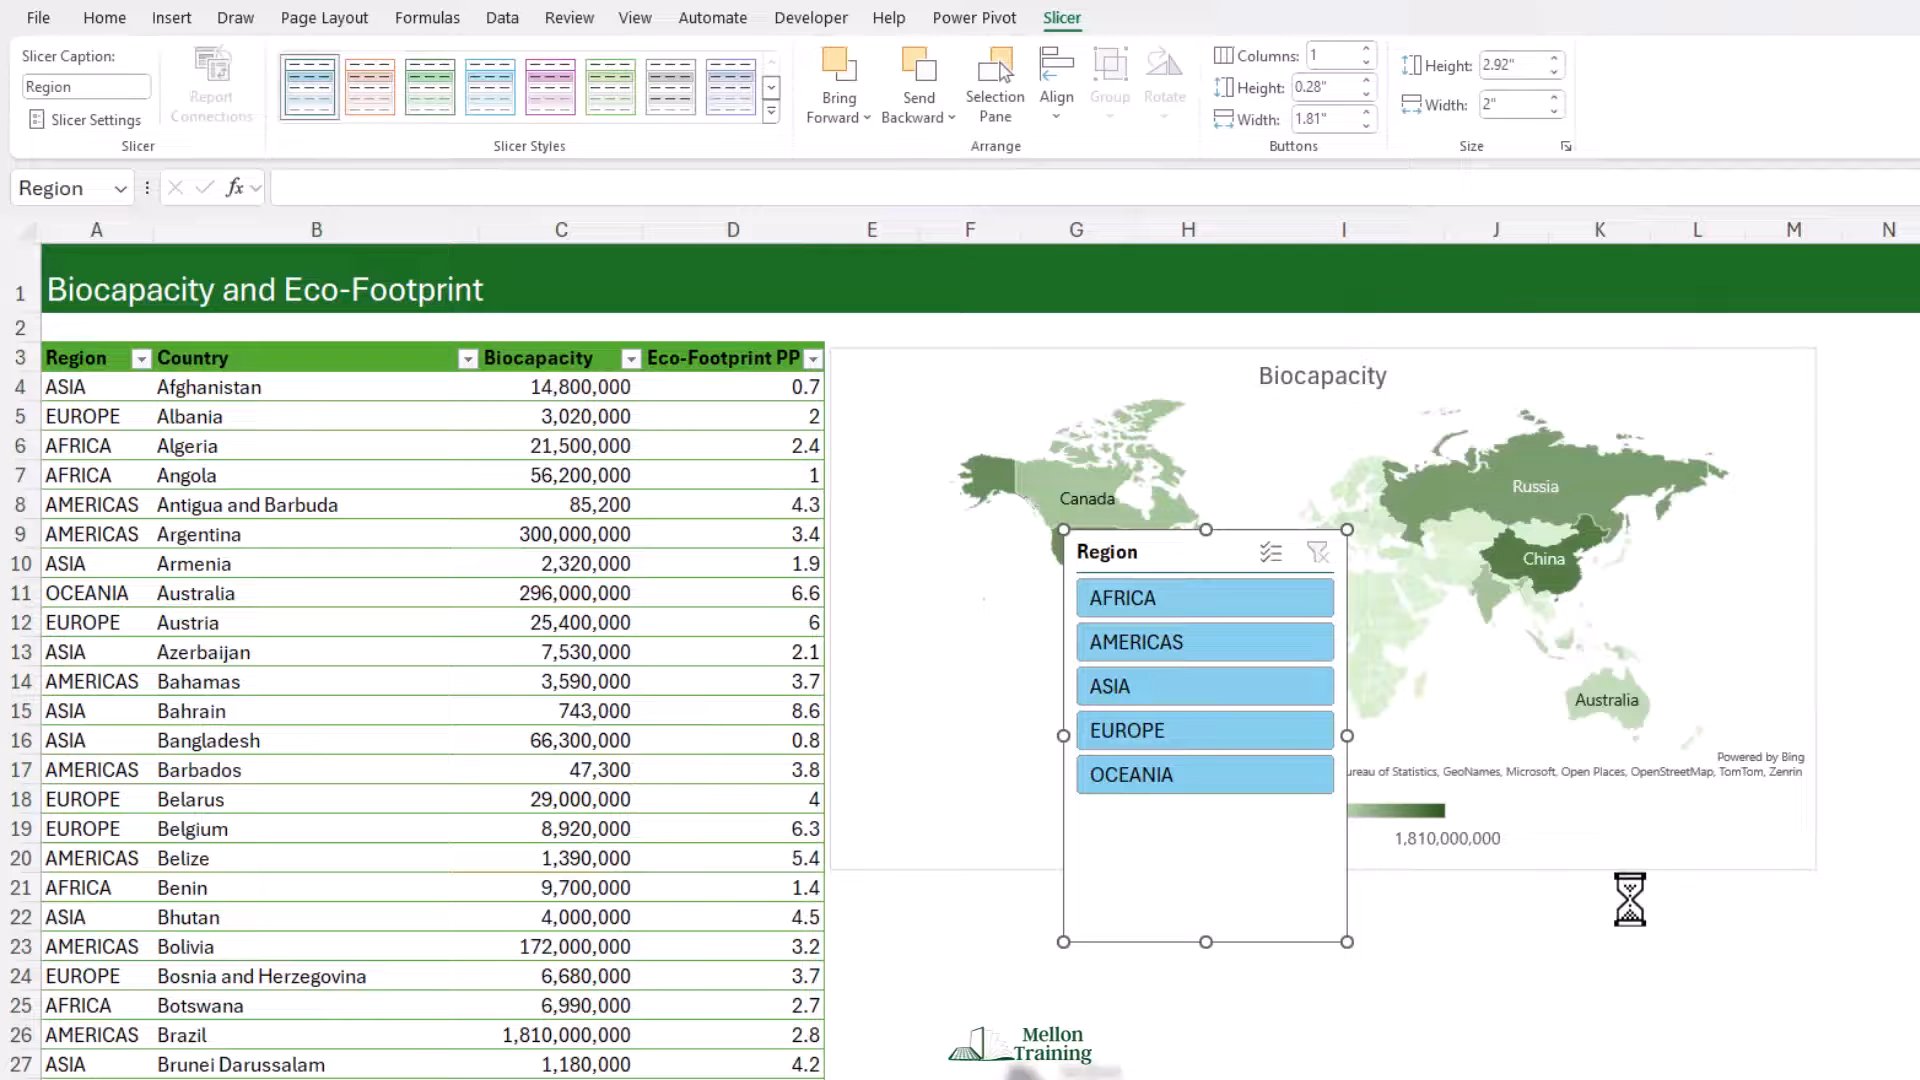 File Home Insert Draw Page Layout Formulas Data Review View Automate Developer Help Power Pivot Slicer
Slicer Caption:
Region
Slicer Settings
Report Connections
Slicer
Slicer Styles
Bring Forward
Send Backward
Selection Pane
Align
Group
Rotate
Arrange
Columns: 1
Height: 0.28"
Width: 1.81"
Buttons
Height: 2.92"
Width: 2"
Size
Region fx
A B C D E F G H I J K L M N
1 Biocapacity and Eco-Footprint
2
3 Region Country Biocapacity Eco-Footprint PP
4 ASIA Afghanistan 14,800,000 0.7
5 EUROPE Albania 3,020,000 2
6 AFRICA Algeria 21,500,000 2.4
7 AFRICA Angola 56,200,000 1
8 AMERICAS Antigua and Barbuda 85,200 4.3
9 AMERICAS Argentina 300,000,000 3.4
10 ASIA Armenia 2,320,000 1.9
11 OCEANIA Australia 296,000,000 6.6
12 EUROPE Austria 25,400,000 6
13 ASIA Azerbaijan 7,530,000 2.1
14 AMERICAS Bahamas 3,590,000 3.7
15 ASIA Bahrain 743,000 8.6
16 ASIA Bangladesh 66,300,000 0.8
17 AMERICAS Barbados 47,300 3.8
18 EUROPE Belarus 29,000,000 4
19 EUROPE Belgium 8,920,000 6.3
20 AMERICAS Belize 1,390,000 5.4
21 AFRICA Benin 9,700,000 1.4
22 ASIA Bhutan 4,000,000 4.5
23 AMERICAS Bolivia 172,000,000 3.2
24 EUROPE Bosnia and Herzegovina 6,680,000 3.7
25 AFRICA Botswana 6,990,000 2.7
26 AMERICAS Brazil 1,810,000,000 2.8
27 ASIA Brunei Darussalam 1,180,000 4.2
Biocapacity
Canada
Russia
China
Australia
Region
AFRICA
AMERICAS
ASIA
EUROPE
OCEANIA
Powered by Bing
of Statistics, GeoNames, Microsoft, Open Places, OpenStreetMap, TomTom, Zenrin
1,810,000,000
Mellon
Training